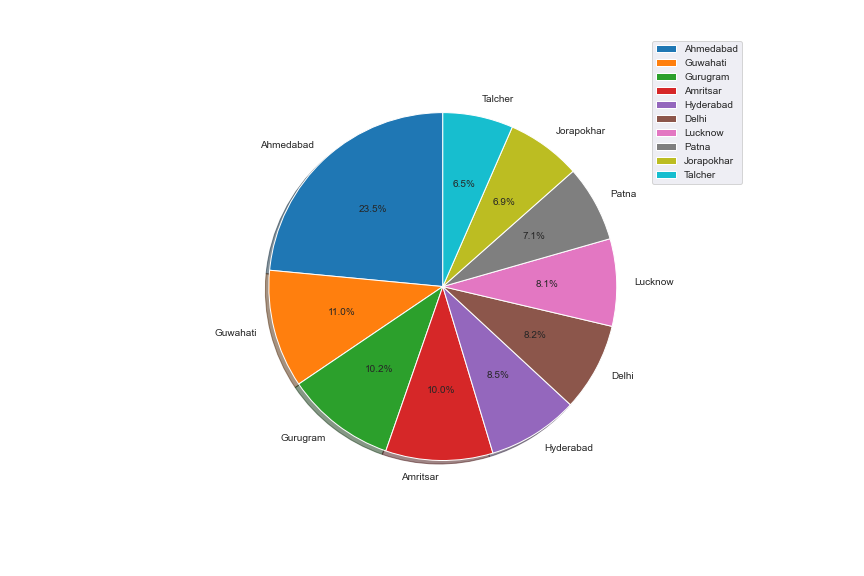 Ahmedabad
Guwahati
Gurugram
Amritsar
Hyderabad
Delhi
Lucknow
Patna
Jorapokhar
Talcher
Talcher
Jorapokhar
Ahmedabad
Patna
6.5%
6.9%
23.5%
7.1%
Lucknow
8.1%
11.0%
Guwahati
8.2%
10.2%
8.5%
Delhi
10.0%
Gurugram
Hyderabad
Amritsar